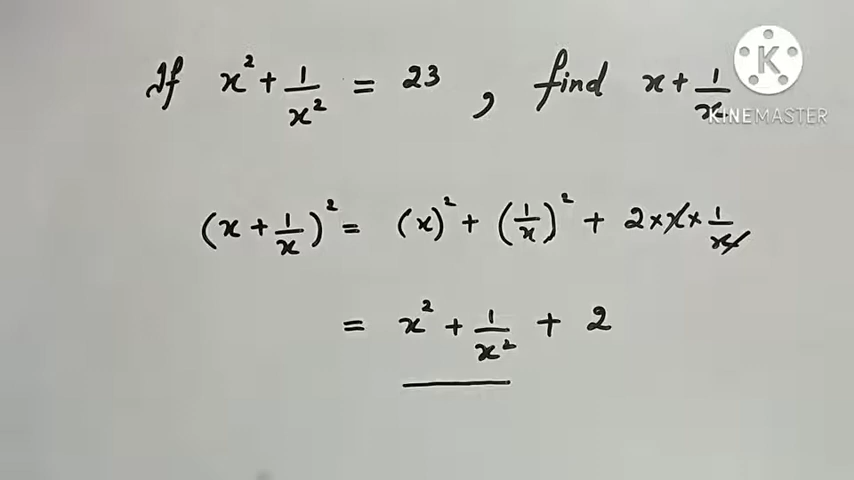 If x² + 1/x² = 23, find x + 1/x
K
KINEMASTER
(x + 1/x)² = (x)² + (1/x)² + 2 × x × 1/x
= x² + 1/x² + 2